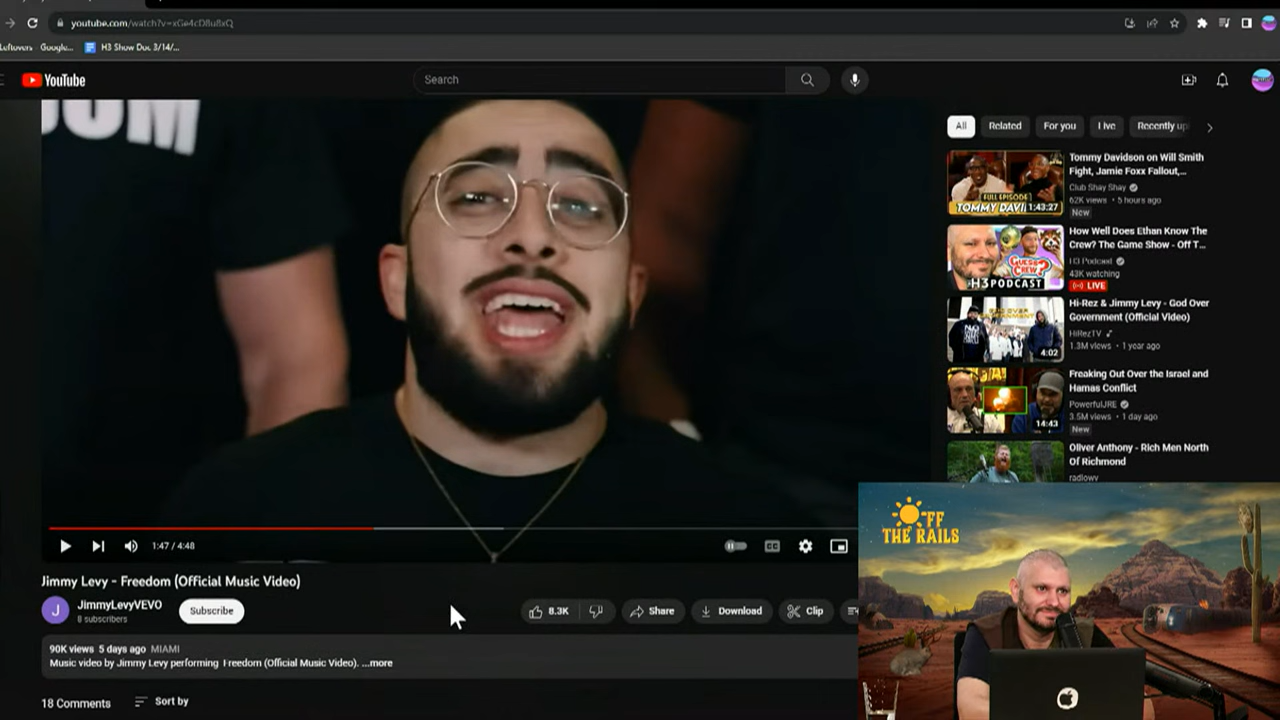 youtube.com/watch?v=xGe4cD8u8xQ
Leftovers
Google...
H3 Show Doc 3/14/...
YouTube
Search
OOM
All
Related
For you
Live
Recently up
Tommy Davidson on Will Smith
Fight, Jamie Foxx Fallout,...
Club Shay Shay
62K views • 5 hours ago
New
FULL EPISODE
TOMMY DAVI
1:43:27
How Well Does Ethan Know The
Crew? The Game Show - Off T...
H3 Podcast
43K watching
LIVE
GUESS
CREW?
H3PODCAST
Hi-Rez & Jimmy Levy - God Over
Government (Official Video)
HiRezTV
1.3M views • 1 year ago
4:02
Freaking Out Over the Israel and
Hamas Conflict
PowerfulJRE
3.5M views • 1 day ago
New
14:43
Oliver Anthony - Rich Men North
Of Richmond
radiowv
1:47 / 4:48
CC
Jimmy Levy - Freedom (Official Music Video)
J
JimmyLevyVEVO
8 subscribers
Subscribe
8.3K
Share
Download
Clip
90K views 5 days ago MIAMI
Music video by Jimmy Levy performing Freedom (Official Music Video). ...more
18 Comments
Sort by
OFF
THE RAILS